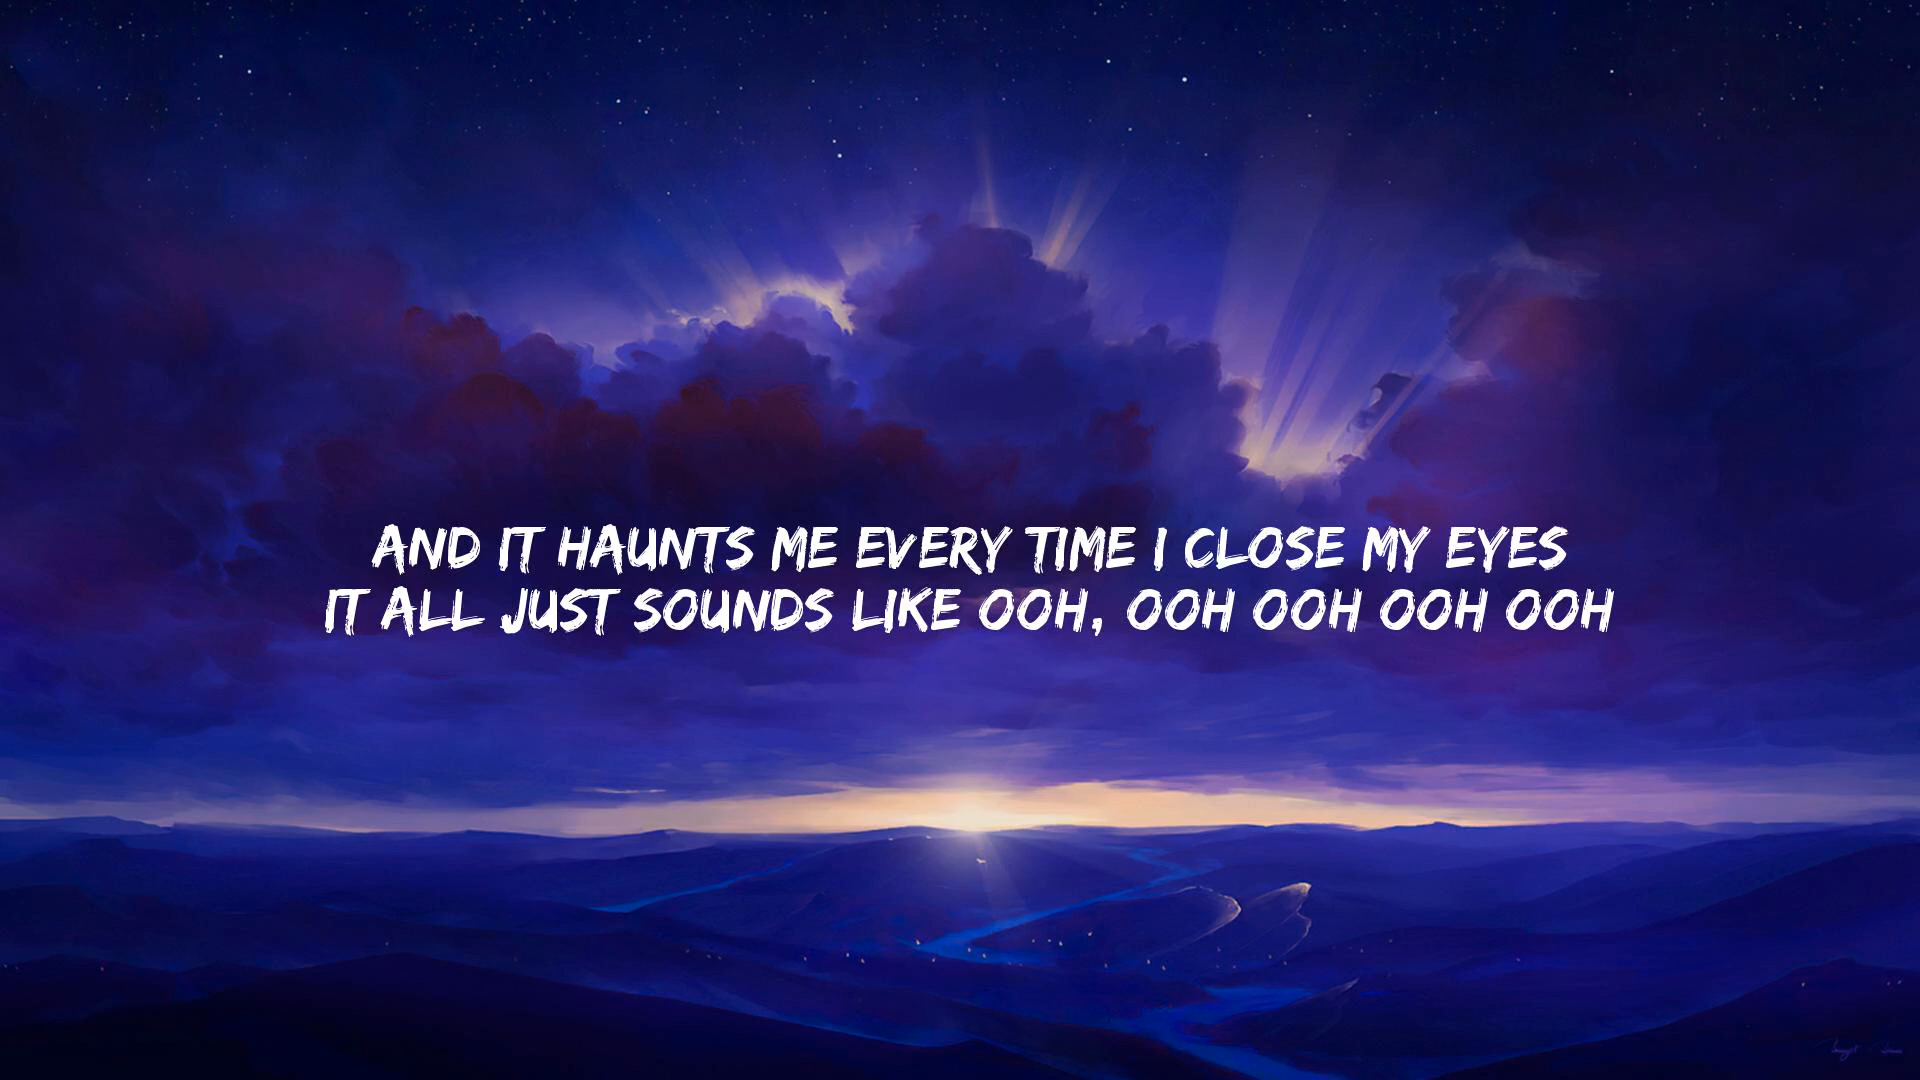 AND IT HAUNTS ME EVERY TIME I CLOSE MY EYES
IT ALL JUST SOUNDS LIKE OOH, OOH OOH OOH OOH